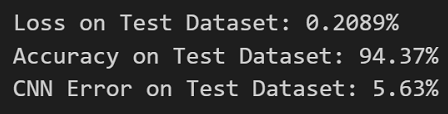 Loss on Test Dataset: 0.2089%
Accuracy on Test Dataset: 94.37%
CNN Error on Test Dataset: 5.63%